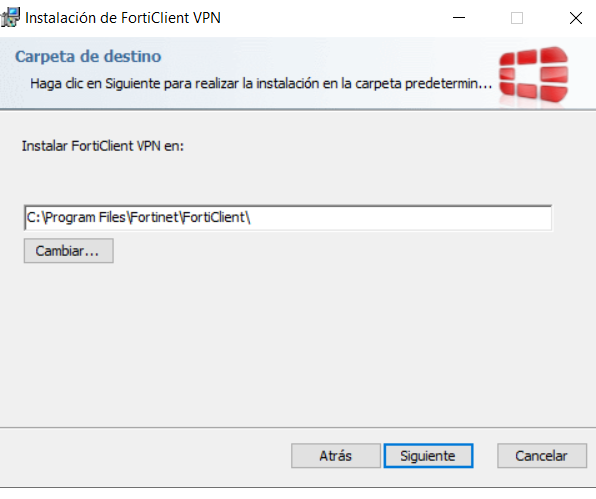 Instalación de FortiClient VPN
Carpeta de destino
Haga clic en Siguiente para realizar la instalación en la carpeta predetermin...
Instalar FortiClient VPN en:
C:\Program Files\Fortinet\FortiClient\
Cambiar...
Atrás
Siguiente
Cancelar